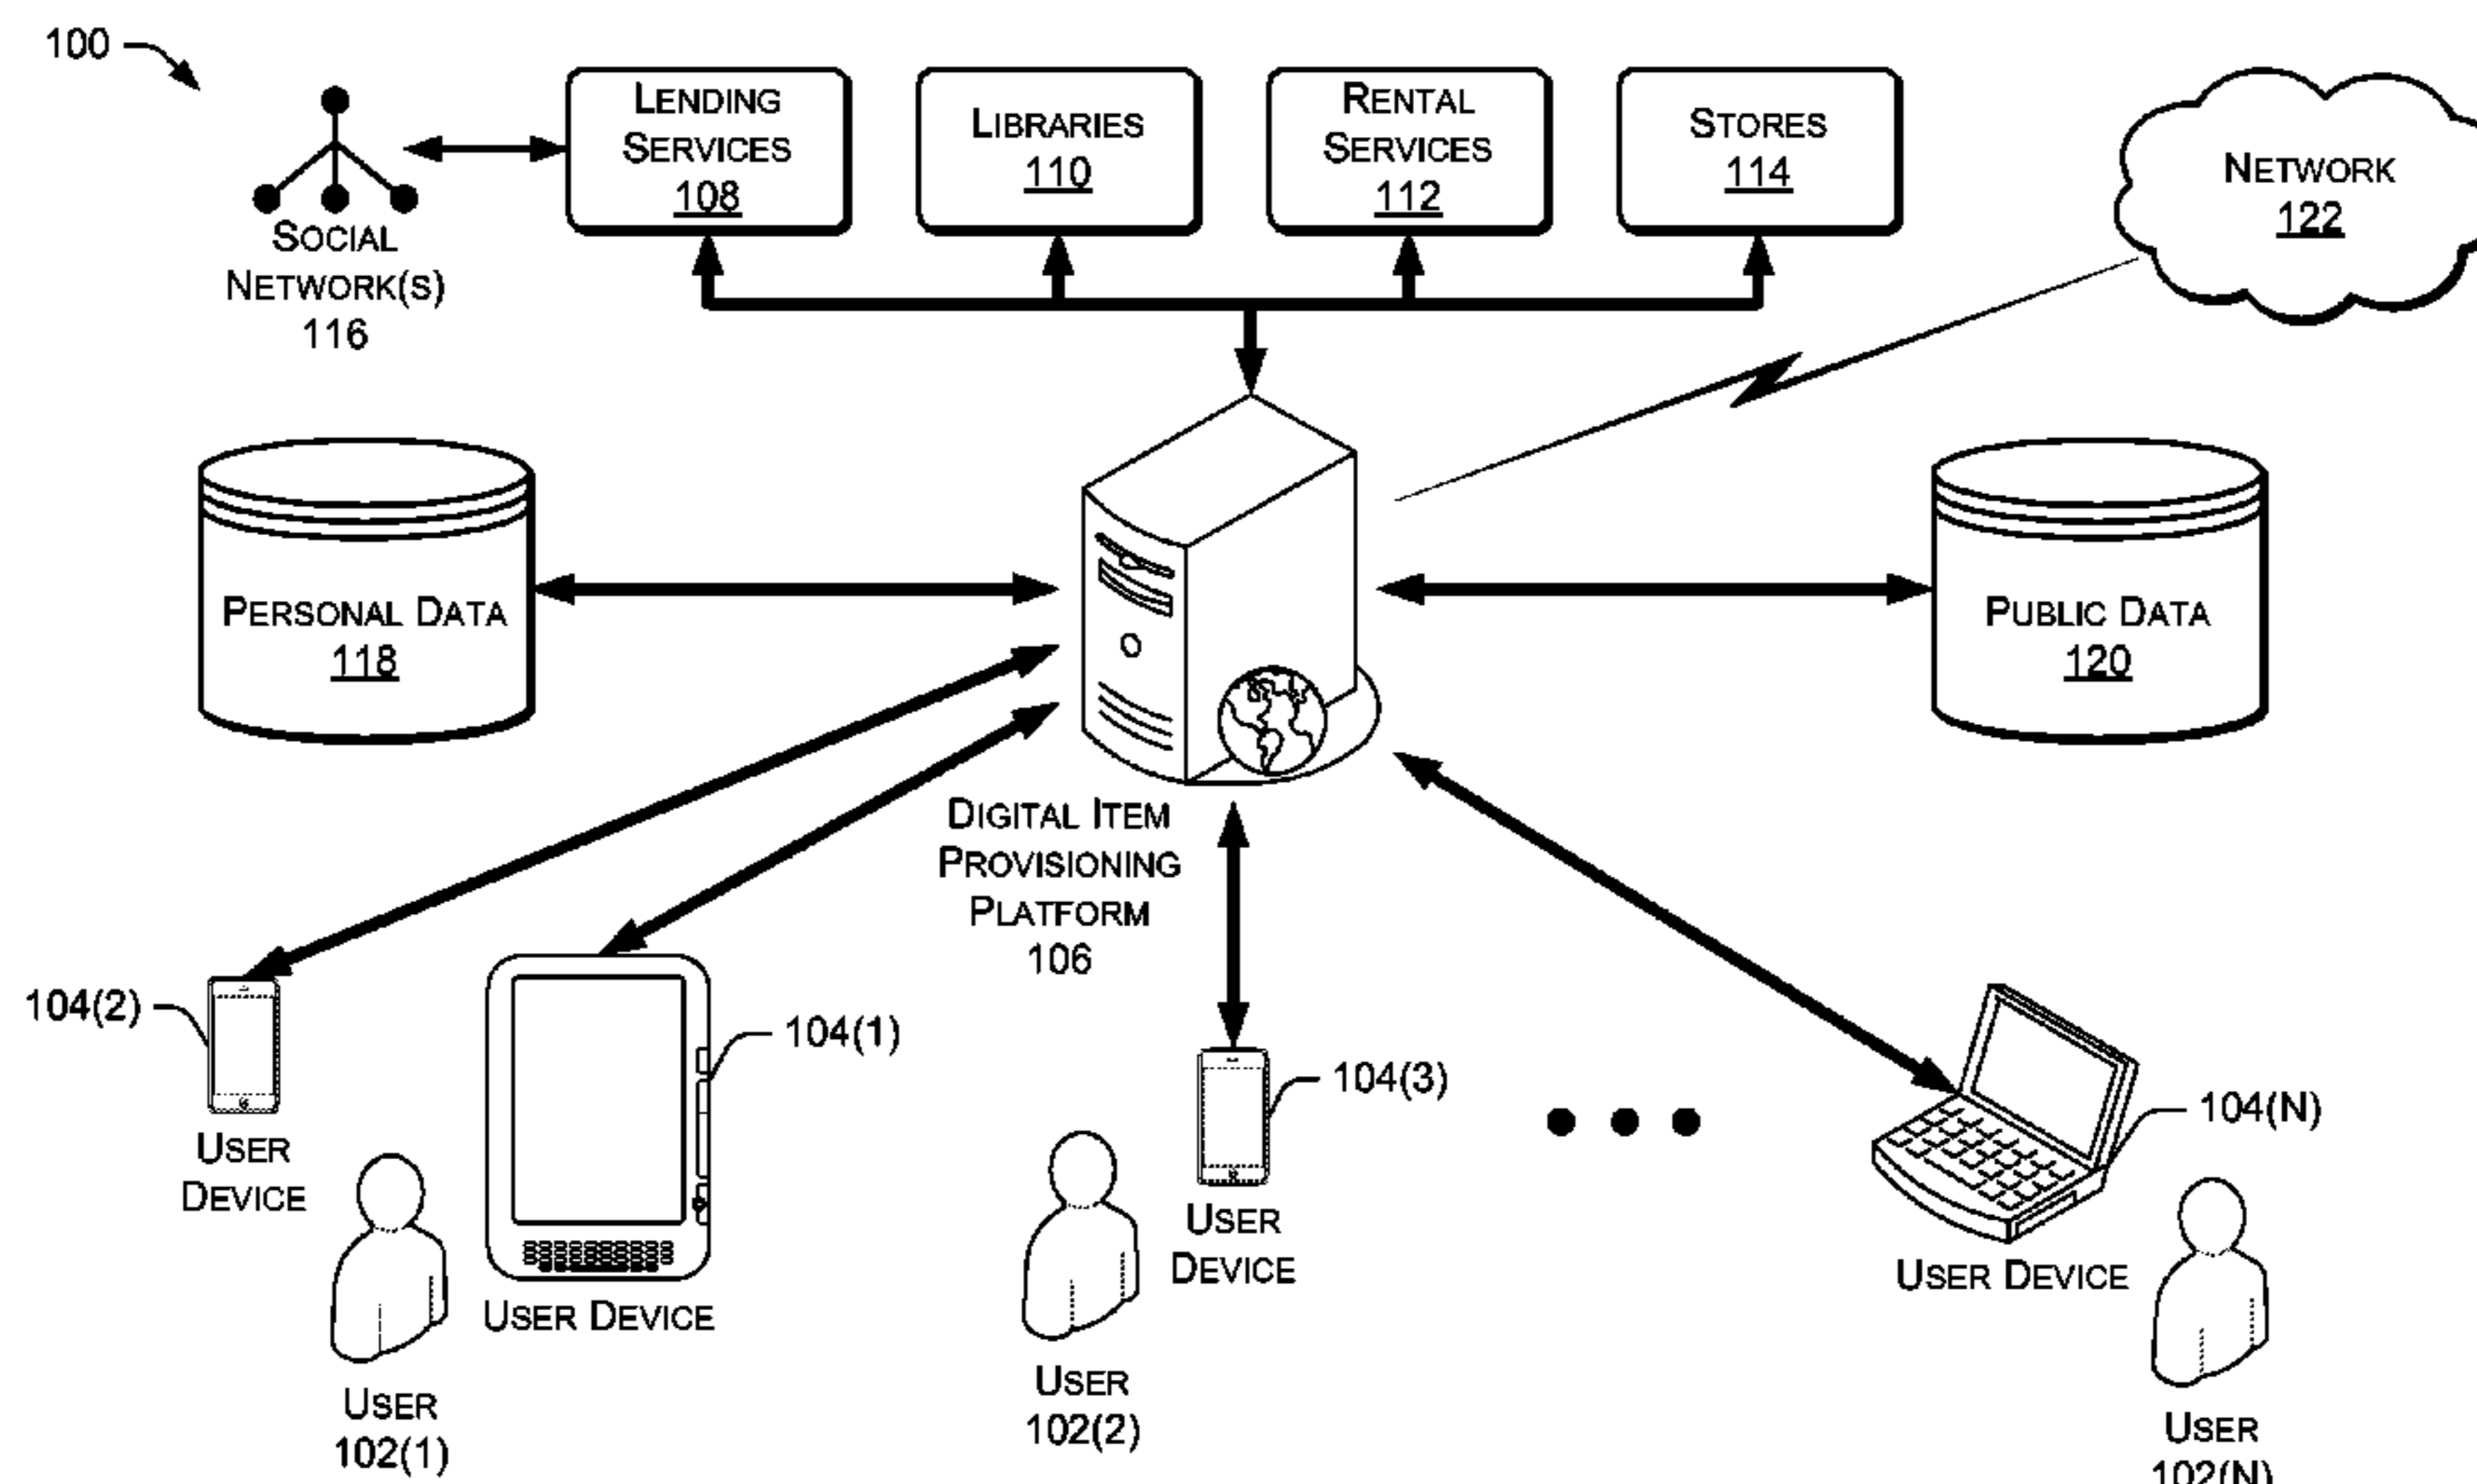 100
LENDING
SERVICES
108
LIBRARIES
110
RENTAL
SERVICES
112
STORES
114
NETWORK
122
SOCIAL
NETWORK(S)
116
PERSONAL DATA
118
PUBLIC DATA
120
DIGITAL ITEM
PROVISIONING
PLATFORM
106
104(2)
104(1)
104(3)
104(N)
USER
DEVICE
USER DEVICE
USER
DEVICE
USER DEVICE
USER
102(1)
USER
102(2)
USER
102(N)